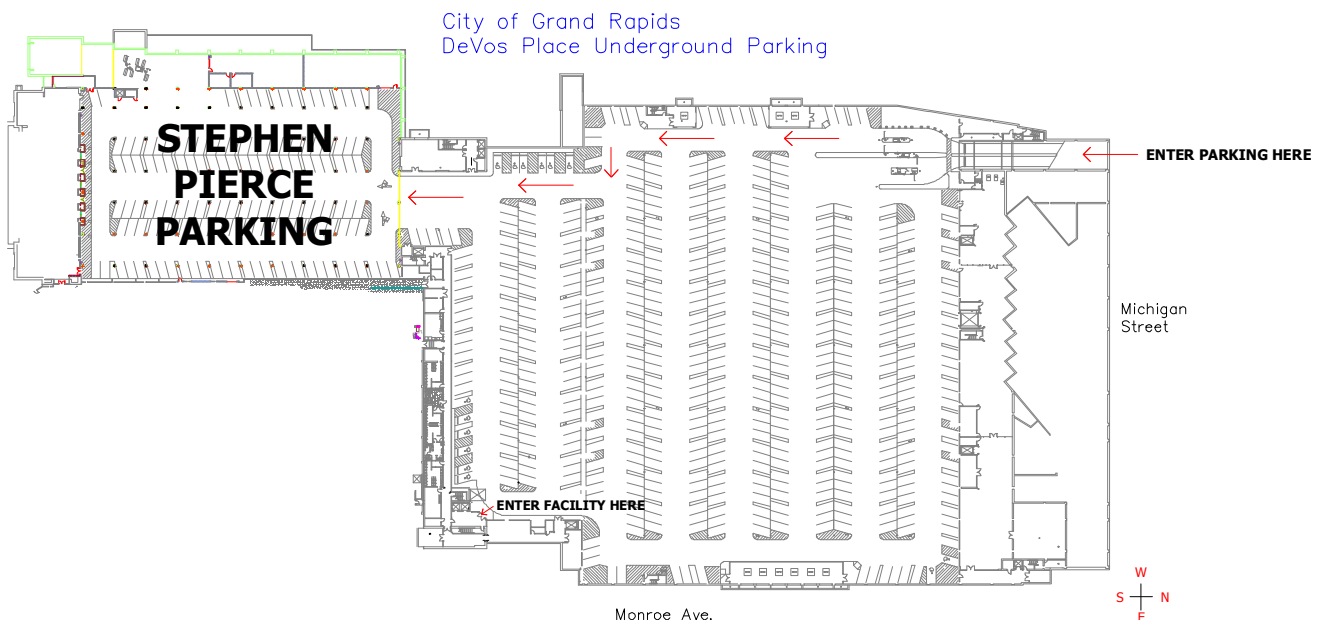 City of Grand Rapids
DeVos Place Underground Parking
STEPHEN
PIERCE
PARKING
ENTER PARKING HERE
Michigan
Street
ENTER FACILITY HERE
Monroe Ave.
W
S N
E